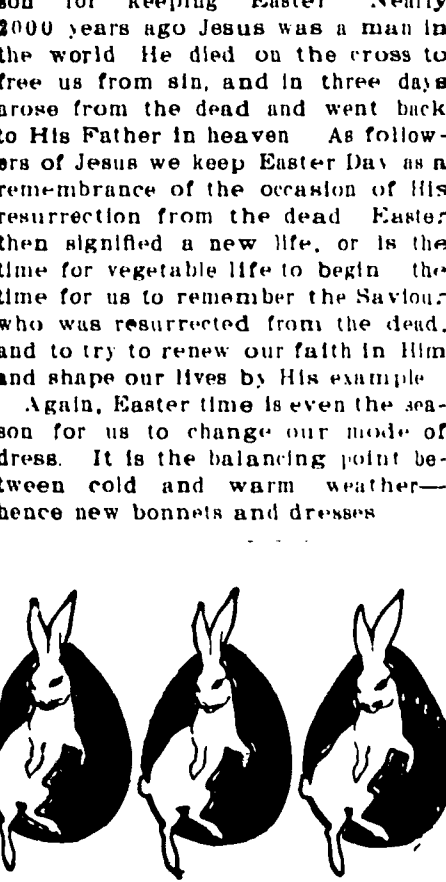 son for keeping Easter Nearly
2000 years ago Jesus was a man in
the world He died on the cross to
free us from sin, and in three days
arose from the dead and went back
to His Father in heaven As follow-
ers of Jesus we keep Easter Day as a
remembrance of the occasion of His
resurrection from the dead Easter
then signified a new life, or is the
time for vegetable life to begin the
time for us to remember the Saviour
who was resurrected from the dead,
and to try to renew our faith in Him
and shape our lives by His example
Again, Easter time is even the sea-
son for us to change our mode of
dress. It is the balancing point be-
tween cold and warm weather—
hence new bonnets and dresses